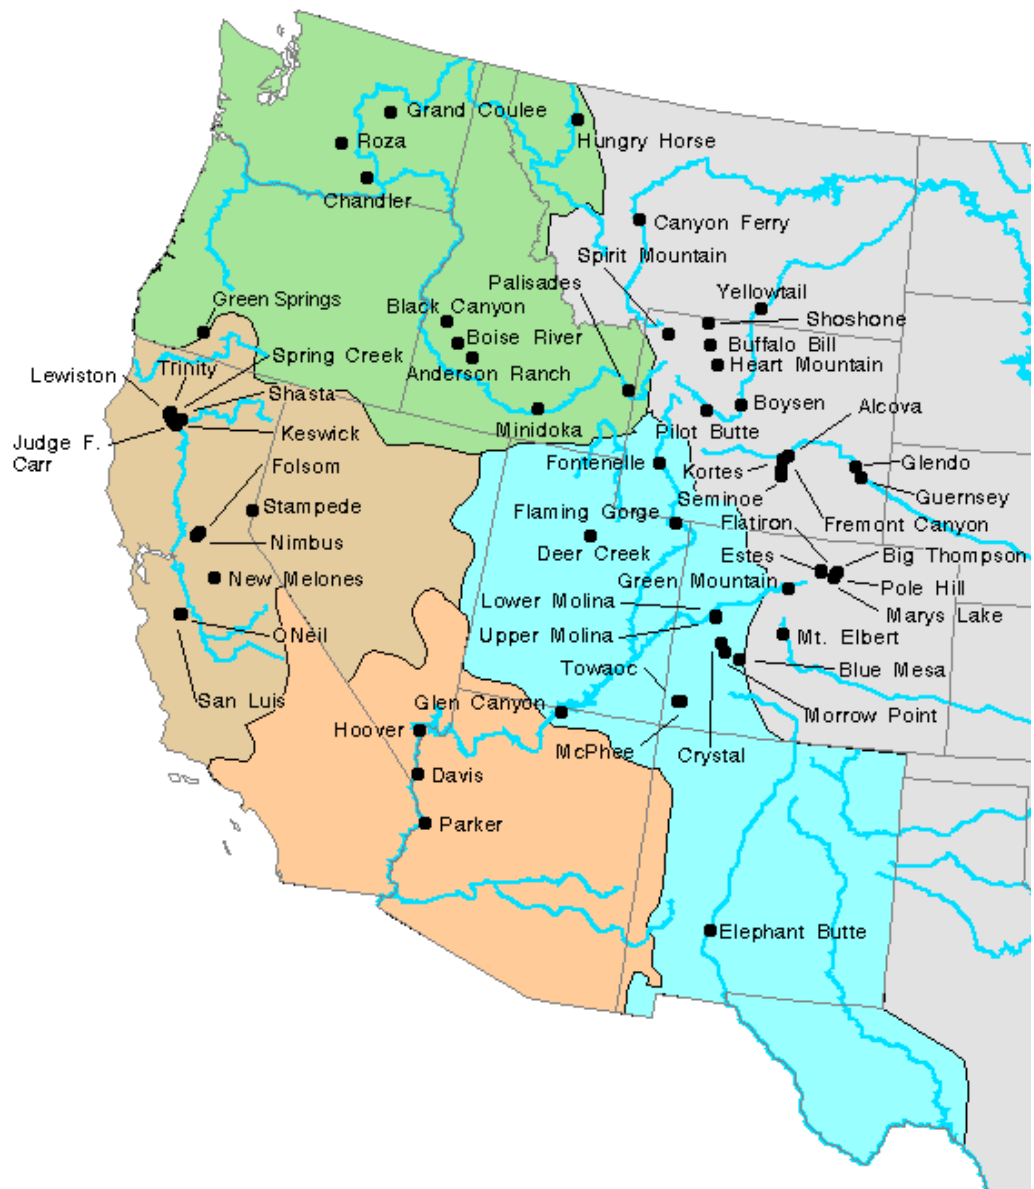 Grand Coulee
Hungry Horse
Roza
Chandler
Canyon Ferry
Spirit Mountain
Palisades
Yellowtail
Green Springs
Black Canyon
Shoshone
Boise River
Buffalo Bill
Spring Creek
Trinity
Heart Mountain
Lewiston
Anderson Ranch
Shasta
Boysen
Alcova
Judge F.
Carr
Keswick
Minidoka
Pilot Butte
Folsom
Fontenelle
Kortes
Glendo
Seminoe
Guernsey
Stampede
Flaming Gorge
Flatiron
Fremont Canyon
Nimbus
Deer Creek
Estes
Big Thompson
New Melones
Green Mountain
Pole Hill
Lower Molina
Marys Lake
O'Neil
Upper Molina
Mt. Elbert
Towaoc
Blue Mesa
San Luis
Glen Canyon
Morrow Point
Hoover
McPhee
Crystal
Davis
Parker
Elephant Butte